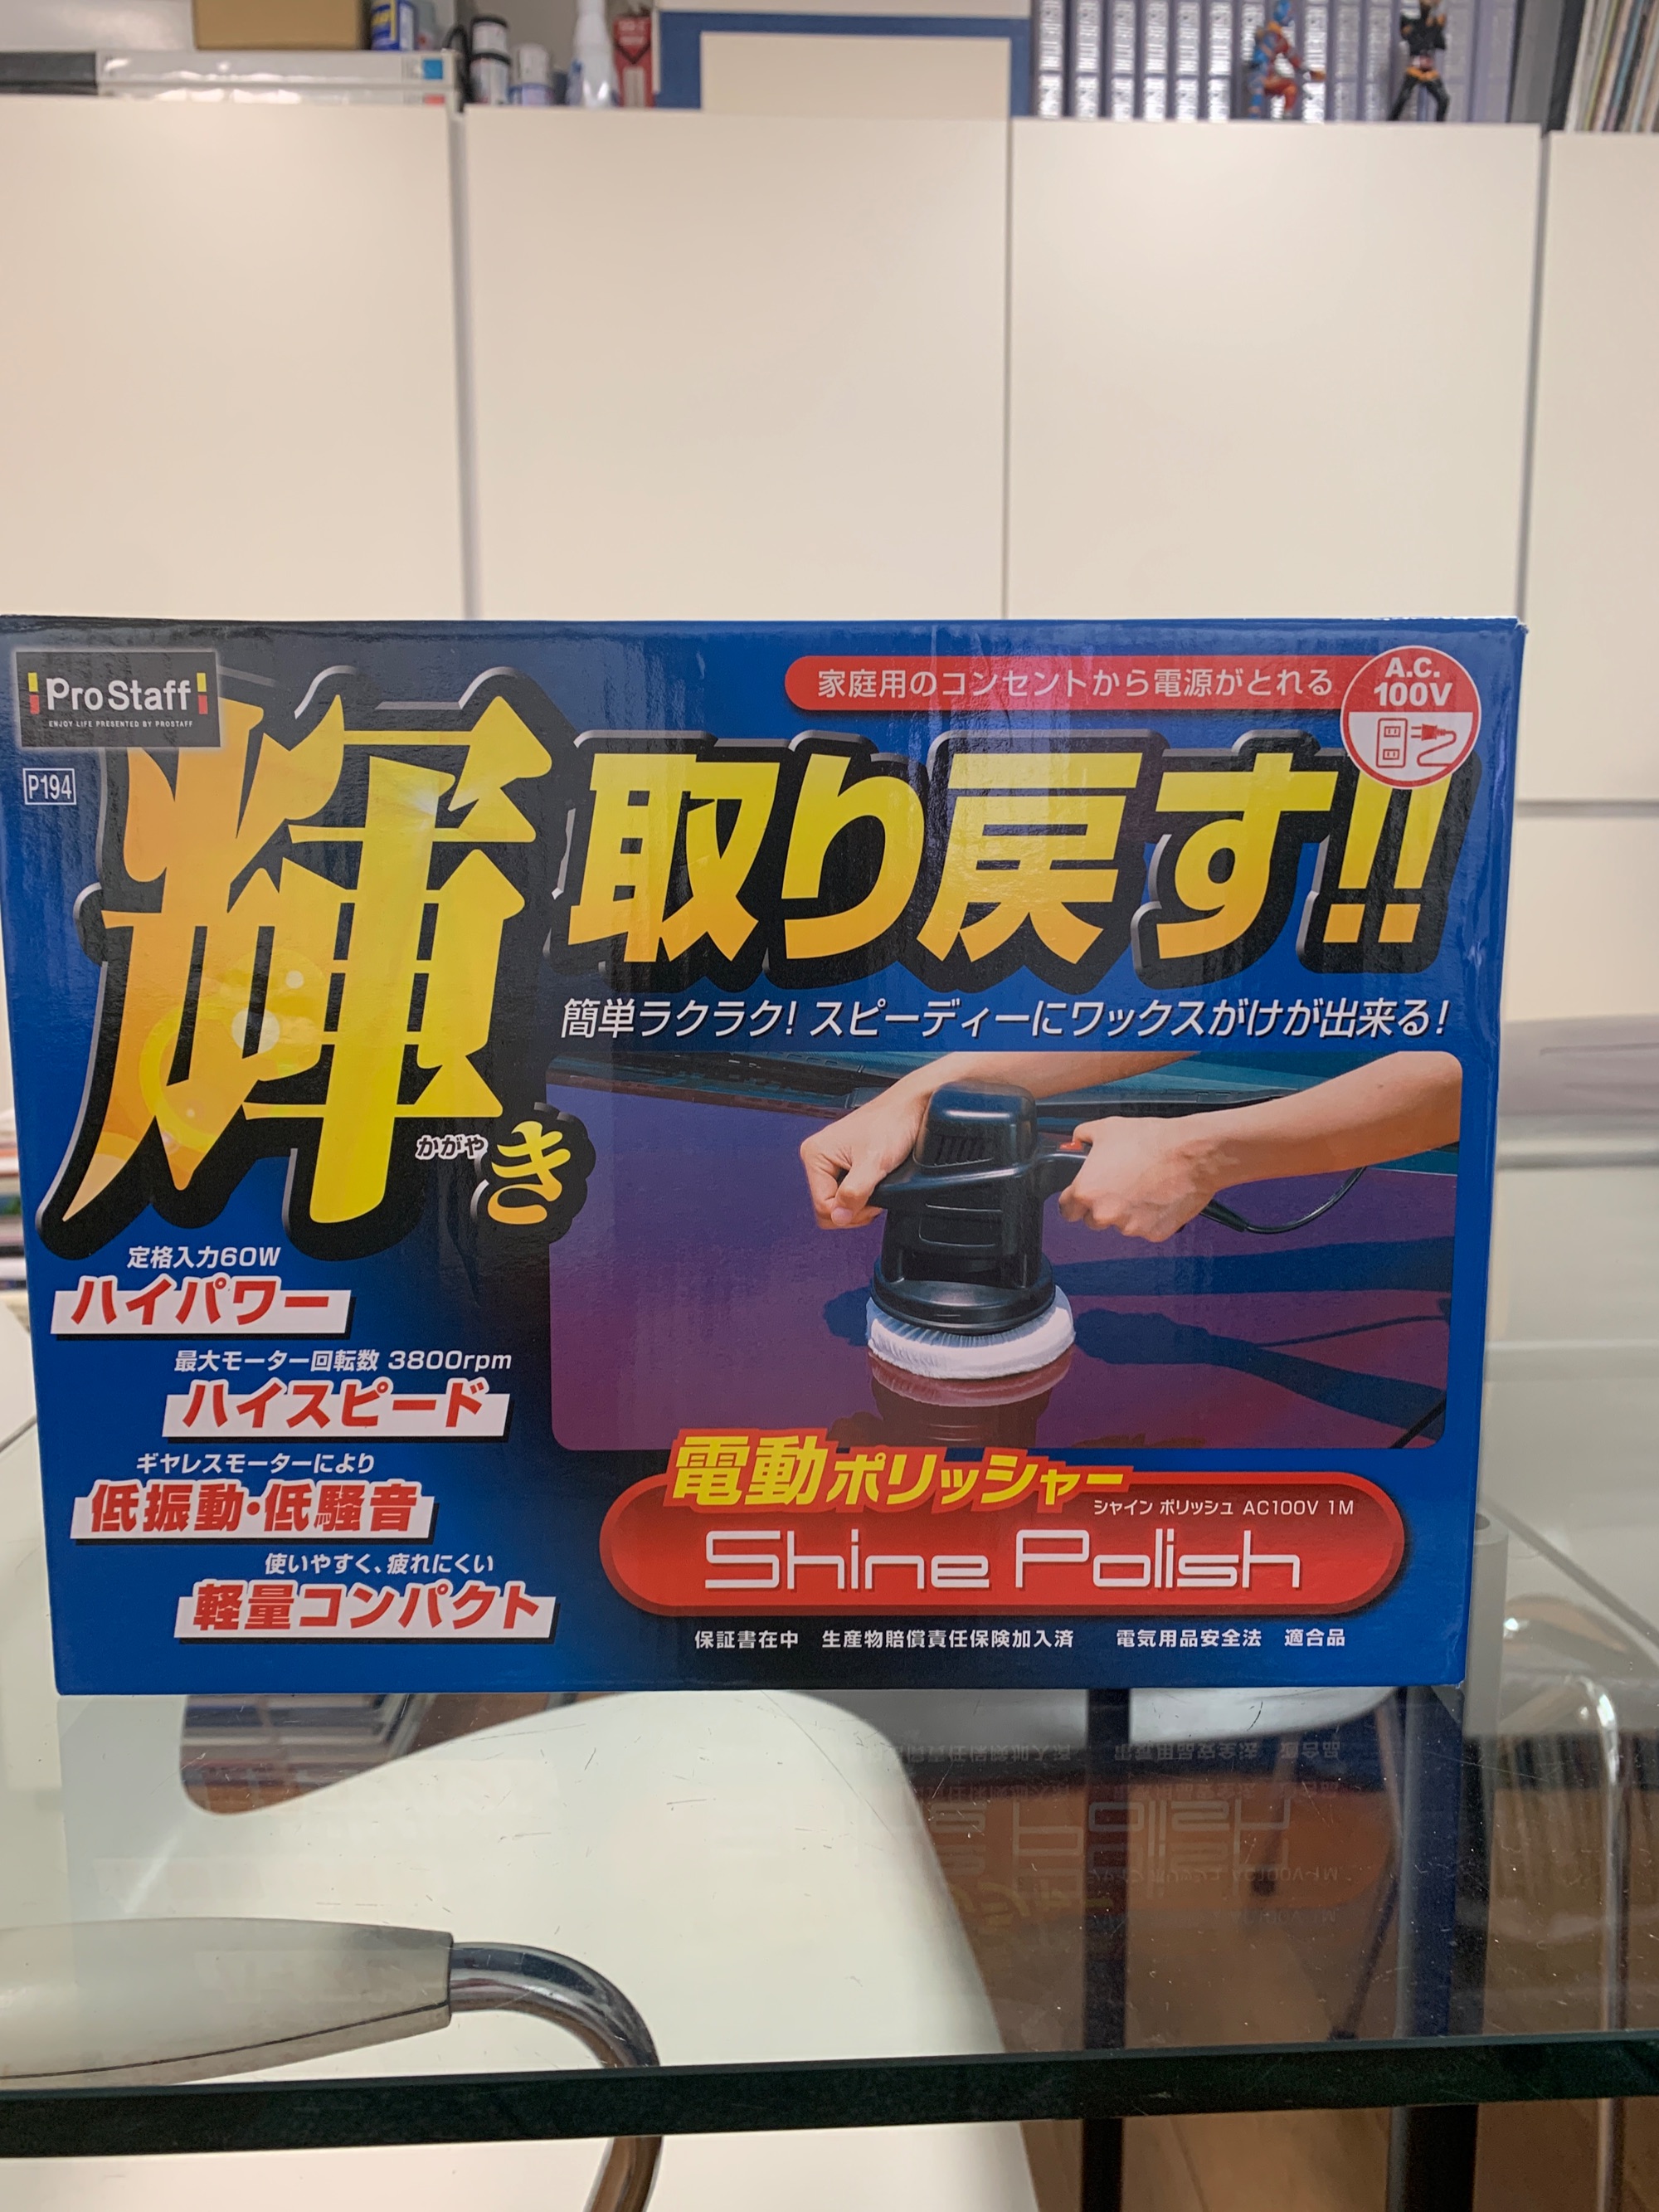 Pro Staff
ENJOY LIFE PRESENTED BY PROSTAFF
P194
家庭用のコンセントから電源がとれる
A.C.
100V
輝き
かがや
取り戻す!!
簡単ラクラク! スピーディーにワックスがけが出来る!
定格入力60W
ハイパワー
最大モーター回転数 3800rpm
ハイスピード
ギヤレスモーターにより
低振動・低騒音
使いやすく、疲れにくい
軽量コンパクト
電動ポリッシャー
シャイン ポリッシュ AC100V 1M
Shine Polish
保証書在中 生産物賠償責任保険加入済 電気用品安全法 適合品